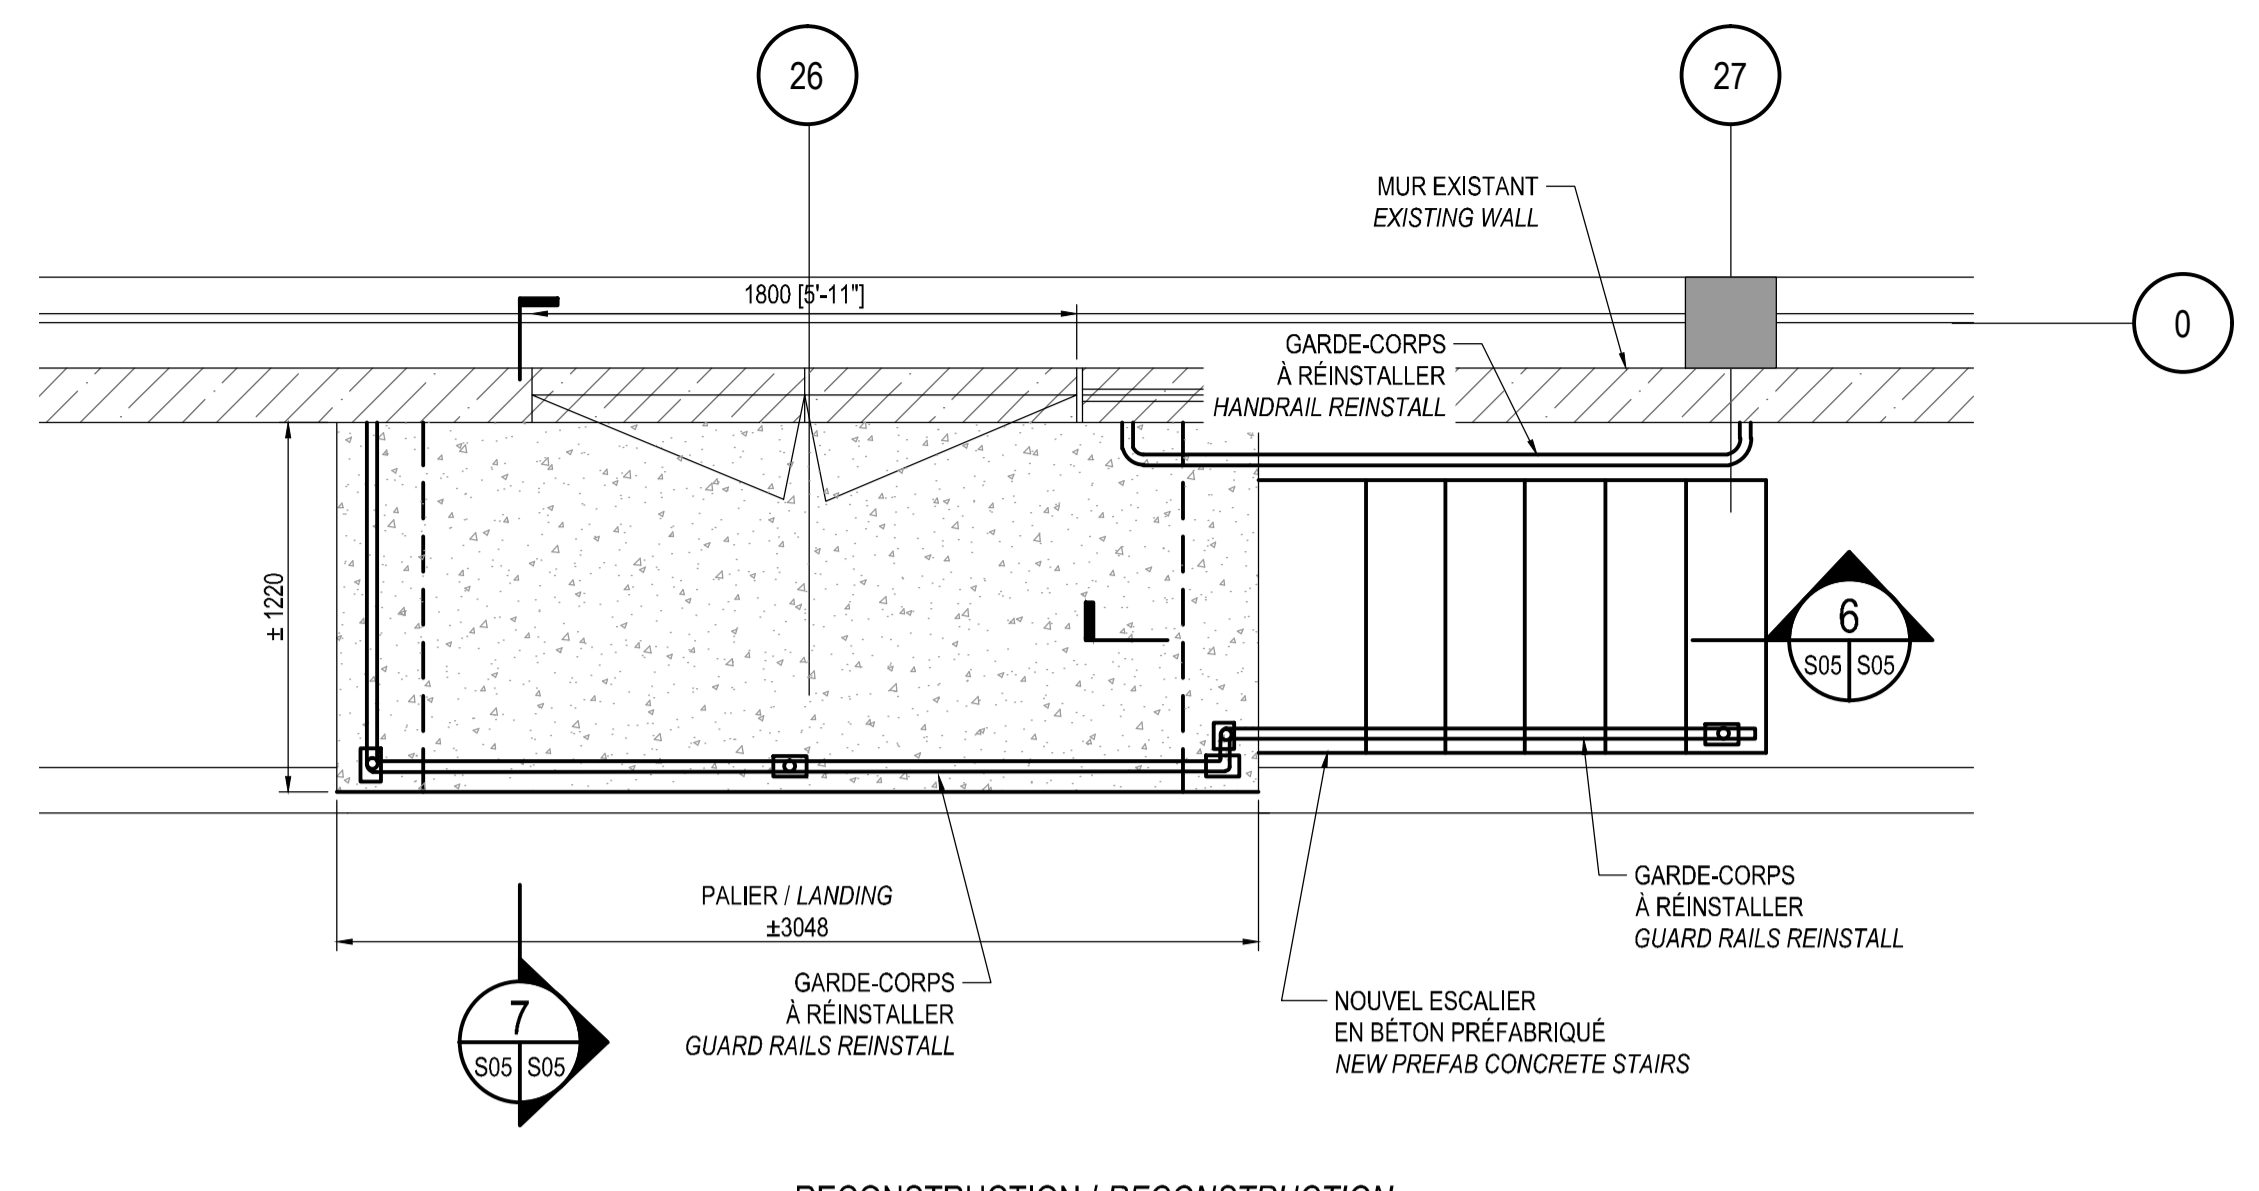 26
27
MUR EXISTANT
EXISTING WALL
1800 [5'-11"]
0
GARDE-CORPS
À RÉINSTALLER
HANDRAIL REINSTALL
± 1220
6
S05 S05
PALIER / LANDING
±3048
GARDE-CORPS
À RÉINSTALLER
GUARD RAILS REINSTALL
GARDE-CORPS
À RÉINSTALLER
GUARD RAILS REINSTALL
7
S05 S05
NOUVEL ESCALIER
EN BÉTON PRÉFABRIQUÉ
NEW PREFAB CONCRETE STAIRS
RECONSTRUCTION / RECONSTRUCTION